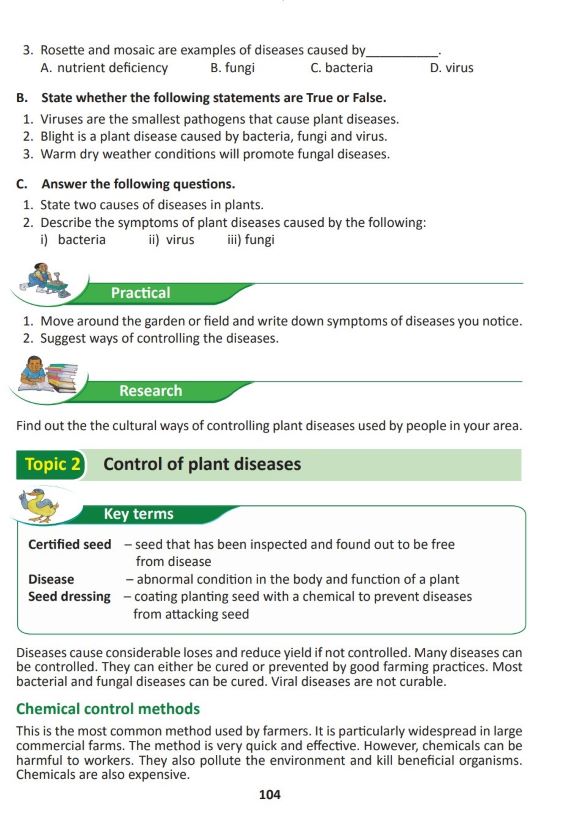 3. Rosette and mosaic are examples of diseases caused by___________.
A. nutrient deficiency B. fungi C. bacteria D. virus
B. State whether the following statements are True or False.
1. Viruses are the smallest pathogens that cause plant diseases.
2. Blight is a plant disease caused by bacteria, fungi and virus.
3. Warm dry weather conditions will promote fungal diseases.
C. Answer the following questions.
1. State two causes of diseases in plants.
2. Describe the symptoms of plant diseases caused by the following:
i) bacteria ii) virus iii) fungi
Practical
1. Move around the garden or field and write down symptoms of diseases you notice.
2. Suggest ways of controlling the diseases.
Research
Find out the the cultural ways of controlling plant diseases used by people in your area.
Topic 2 Control of plant diseases
Key terms
Certified seed – seed that has been inspected and found out to be free
from disease
Disease – abnormal condition in the body and function of a plant
Seed dressing – coating planting seed with a chemical to prevent diseases
from attacking seed
Diseases cause considerable loses and reduce yield if not controlled. Many diseases can
be controlled. They can either be cured or prevented by good farming practices. Most
bacterial and fungal diseases can be cured. Viral diseases are not curable.
Chemical control methods
This is the most common method used by farmers. It is particularly widespread in large
commercial farms. The method is very quick and effective. However, chemicals can be
harmful to workers. They also pollute the environment and kill beneficial organisms.
Chemicals are also expensive.
104